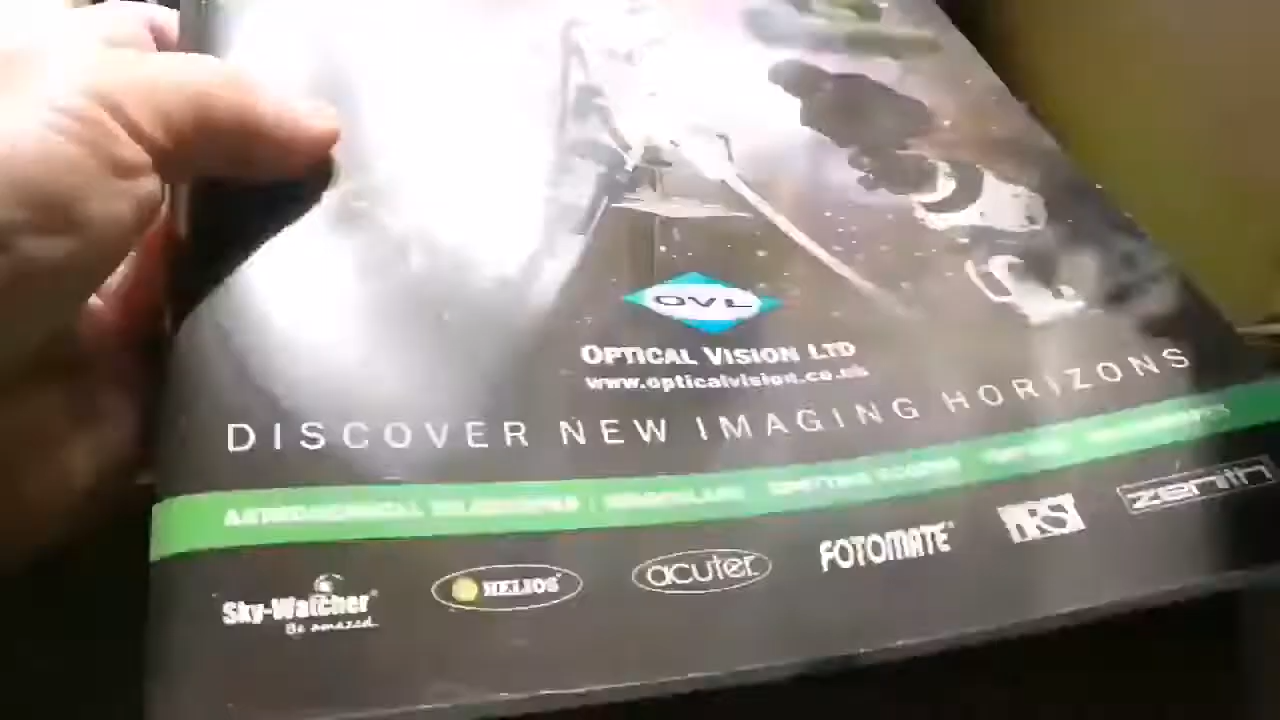 OVL
OPTICAL VISION LTD
www.opticalvision.co.uk
DISCOVER NEW IMAGING HORIZONS
ASTRONOMICAL TELESCOPES | BINOCULARS SPOTTING SCOPES
Sky-Watcher®
Be amazed.
HELIOS®
acuter
FOTOMATE®
zenith